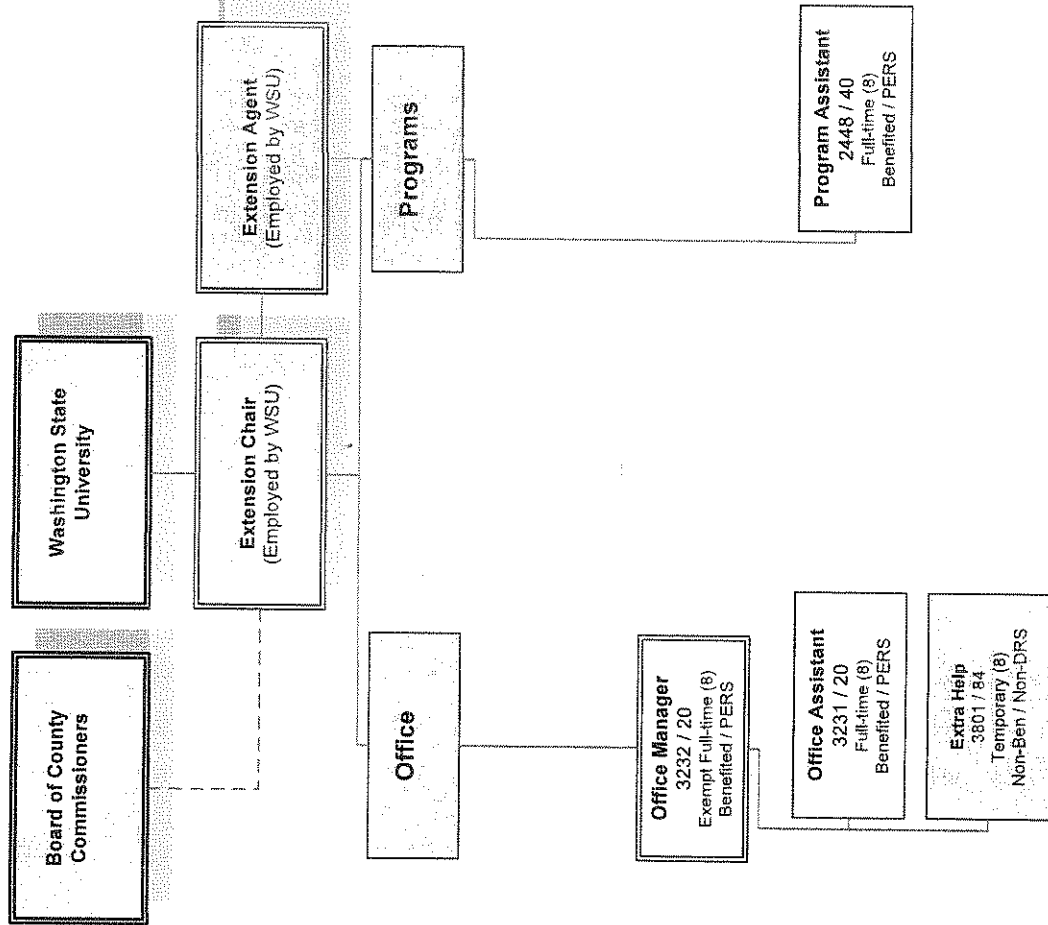 Board of County
Commissioners
Washington State
University
Extension Chair
(Employed by WSU)
Extension Agent
(Employed by WSU)
Office
Programs
Office Manager
3232 / 20
Exempt Full-time (8)
Benefited / PERS
Office Assistant
3231 / 20
Full-time (8)
Benefited / PERS
Extra Help
3801 / 84
Temporary (8)
Non-Ben / Non-DRS
Program Assistant
2448 / 40
Full-time (8)
Benefited / PERS